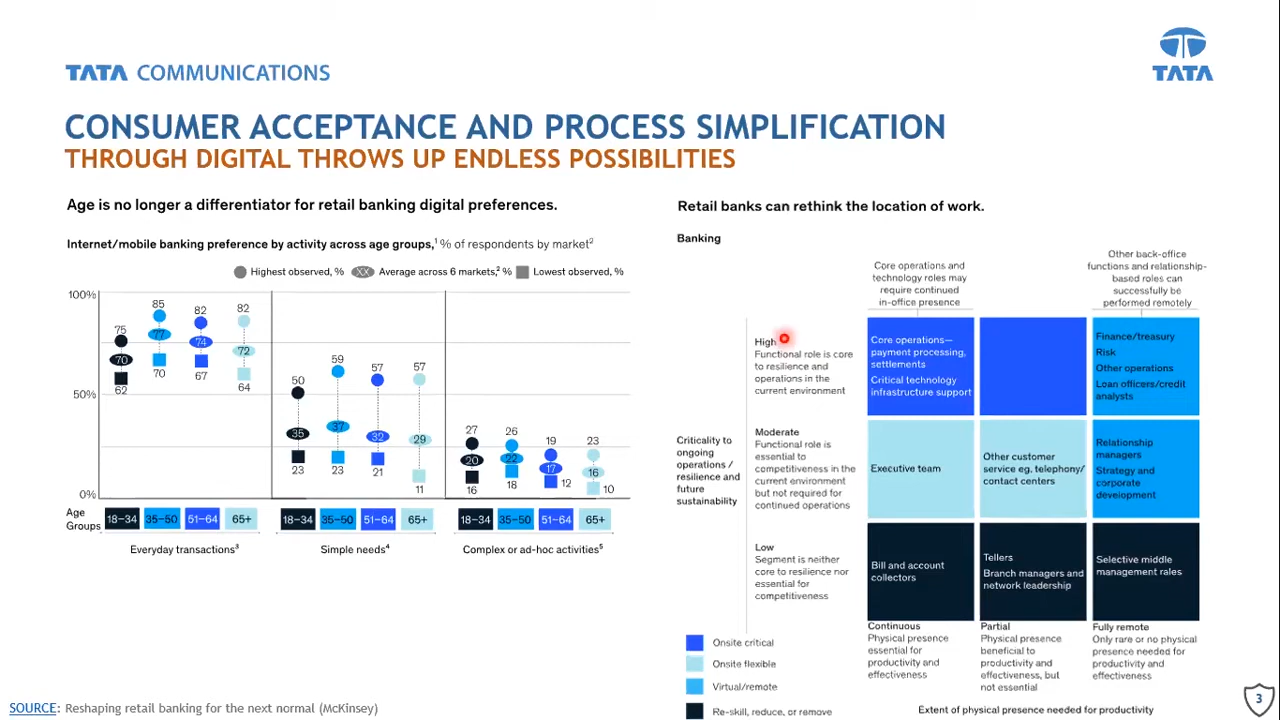 TATA COMMUNICATIONS
TATA
CONSUMER ACCEPTANCE AND PROCESS SIMPLIFICATION
THROUGH DIGITAL THROWS UP ENDLESS POSSIBILITIES
Age is no longer a differentiator for retail banking digital preferences.
Internet/mobile banking preference by activity across age groups,¹ % of respondents by market²
Highest observed, % XX Average across 6 markets,² % Lowest observed, %
100%
50%
0%
75 85 82 82
70 77 74 72
62 70 67 64
50 59 57 57
35 37 32 29
23 23 21 11
27 26 19 23
20 22 17 16
16 18 12 10
Age
Groups
18–34 35–50 51–64 65+
18–34 35–50 51–64 65+
18–34 35–50 51–64 65+
Everyday transactions³
Simple needs⁴
Complex or ad-hoc activities⁵
Retail banks can rethink the location of work.
Banking
Core operations and
technology roles may
require continued
in-office presence
Other back-office
functions and relationship-
based roles can
successfully be
performed remotely
Criticality to
ongoing
operations /
resilience and
future
sustainability
High
Functional role is core
to resilience and
operations in the
current environment
Core operations—
payment processing,
settlements
Critical technology
infrastructure support
Finance/treasury
Risk
Other operations
Loan officers/credit
analysts
Moderate
Functional role is
essential to
competitiveness in the
current environment
but not required for
continued operations
Executive team
Other customer
service eg, telephony/
contact centers
Relationship
managers
Strategy and
corporate
development
Low
Segment is neither
core to resilience nor
essential for
competitiveness
Bill and account
collectors
Tellers
Branch managers and
network leadership
Selective middle
management rales
Continuous
Physical presence
essential for
productivity and
effectiveness
Partial
Physical presence
beneficial to
productivity and
effectiveness, but
not essential
Fully remote
Only rare or no physical
presence needed for
productivity and
effectiveness
Onsite critical
Onsite flexible
Virtual/remote
Re-skill, reduce, or remove
Extent of physical presence needed for productivity
SOURCE: Reshaping retail banking for the next normal (McKinsey)
3